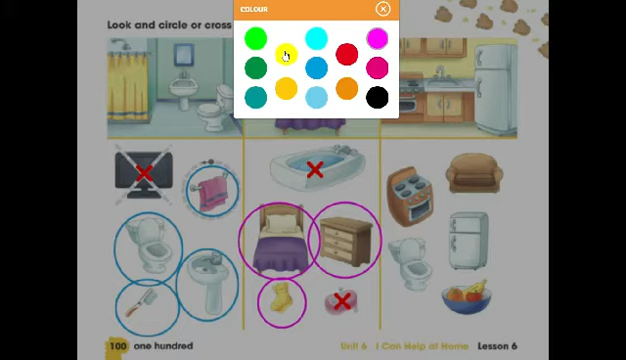 COLOUR
Look and circle or cross
100 one hundred
Unit 6 I Can Help at Home Lesson 6